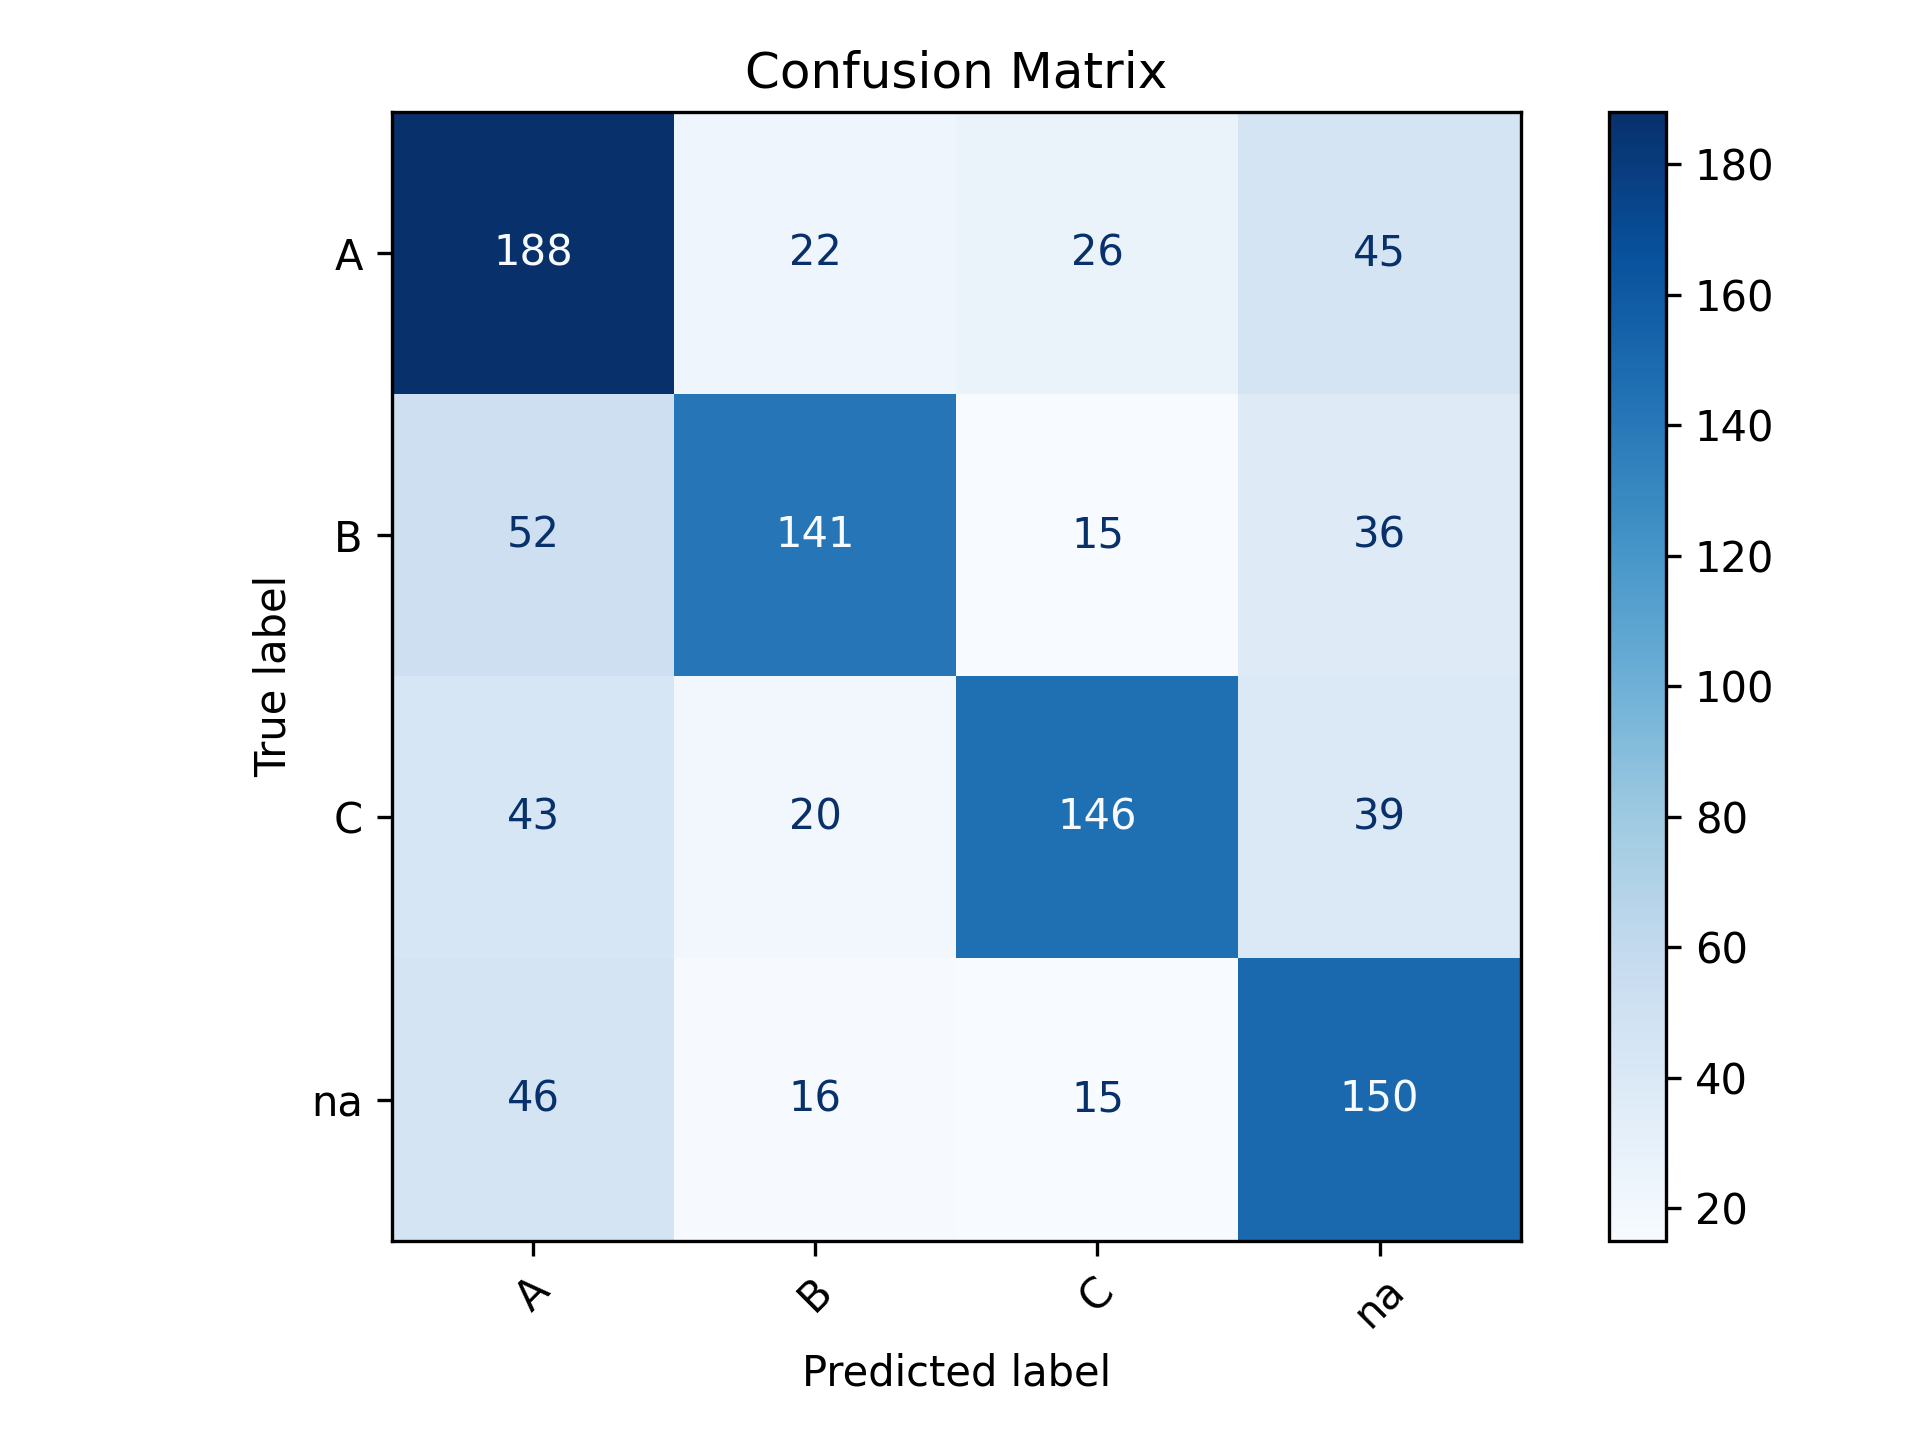 Confusion Matrix
A 188 22 26 45
B 52 141 15 36
C 43 20 146 39
na 46 16 15 150
A B C na
True label
Predicted label
180
160
140
120
100
80
60
40
20